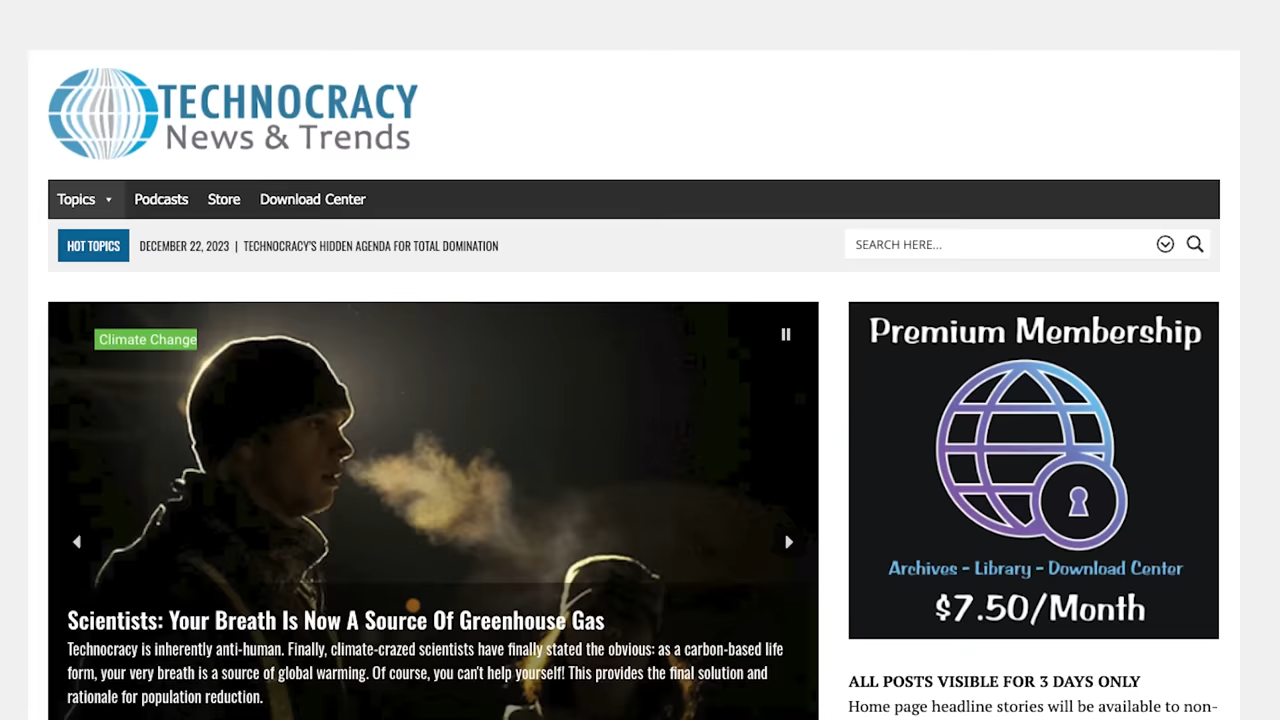 TECHNOCRACY
News & Trends
Topics Podcasts Store Download Center
HOT TOPICS DECEMBER 22, 2023 | TECHNOCRACY'S HIDDEN AGENDA FOR TOTAL DOMINATION
SEARCH HERE...
Climate Change
Scientists: Your Breath Is Now A Source Of Greenhouse Gas
Technocracy is inherently anti-human. Finally, climate-crazed scientists have finally stated the obvious: as a carbon-based life
form, your very breath is a source of global warming. Of course, you can't help yourself! This provides the final solution and
rationale for population reduction.
Premium Membership
Archives - Library - Download Center
$7.50/Month
ALL POSTS VISIBLE FOR 3 DAYS ONLY
Home page headline stories will be available to non-